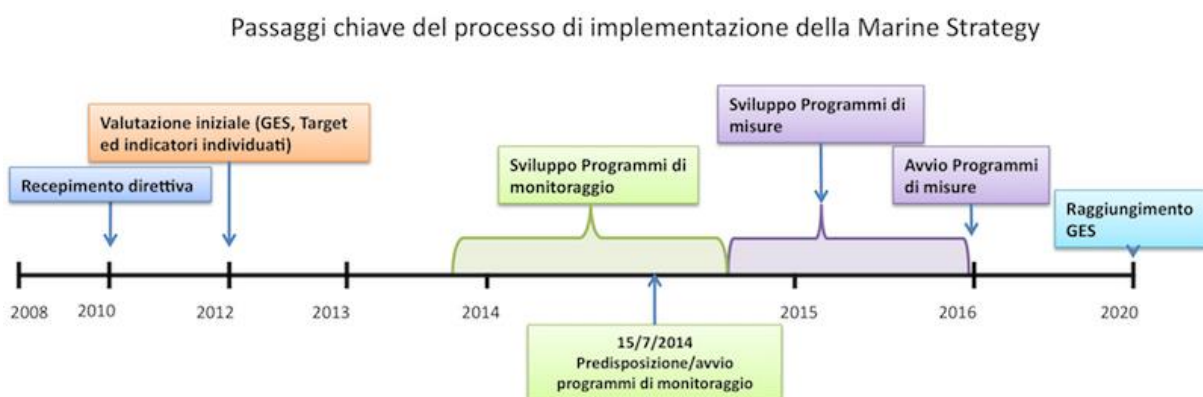 Passaggi chiave del processo di implementazione della Marine Strategy
Valutazione iniziale (GES, Target
ed indicatori individuati)
Recepimento direttiva
Sviluppo Programmi di
monitoraggio
Sviluppo Programmi di
misure
Avvio Programmi
di misure
Raggiungimento
GES
2008
2010
2012
2013
2014
2015
2016
2020
15/7/2014
Predisposizione/avvio
programmi di monitoraggio